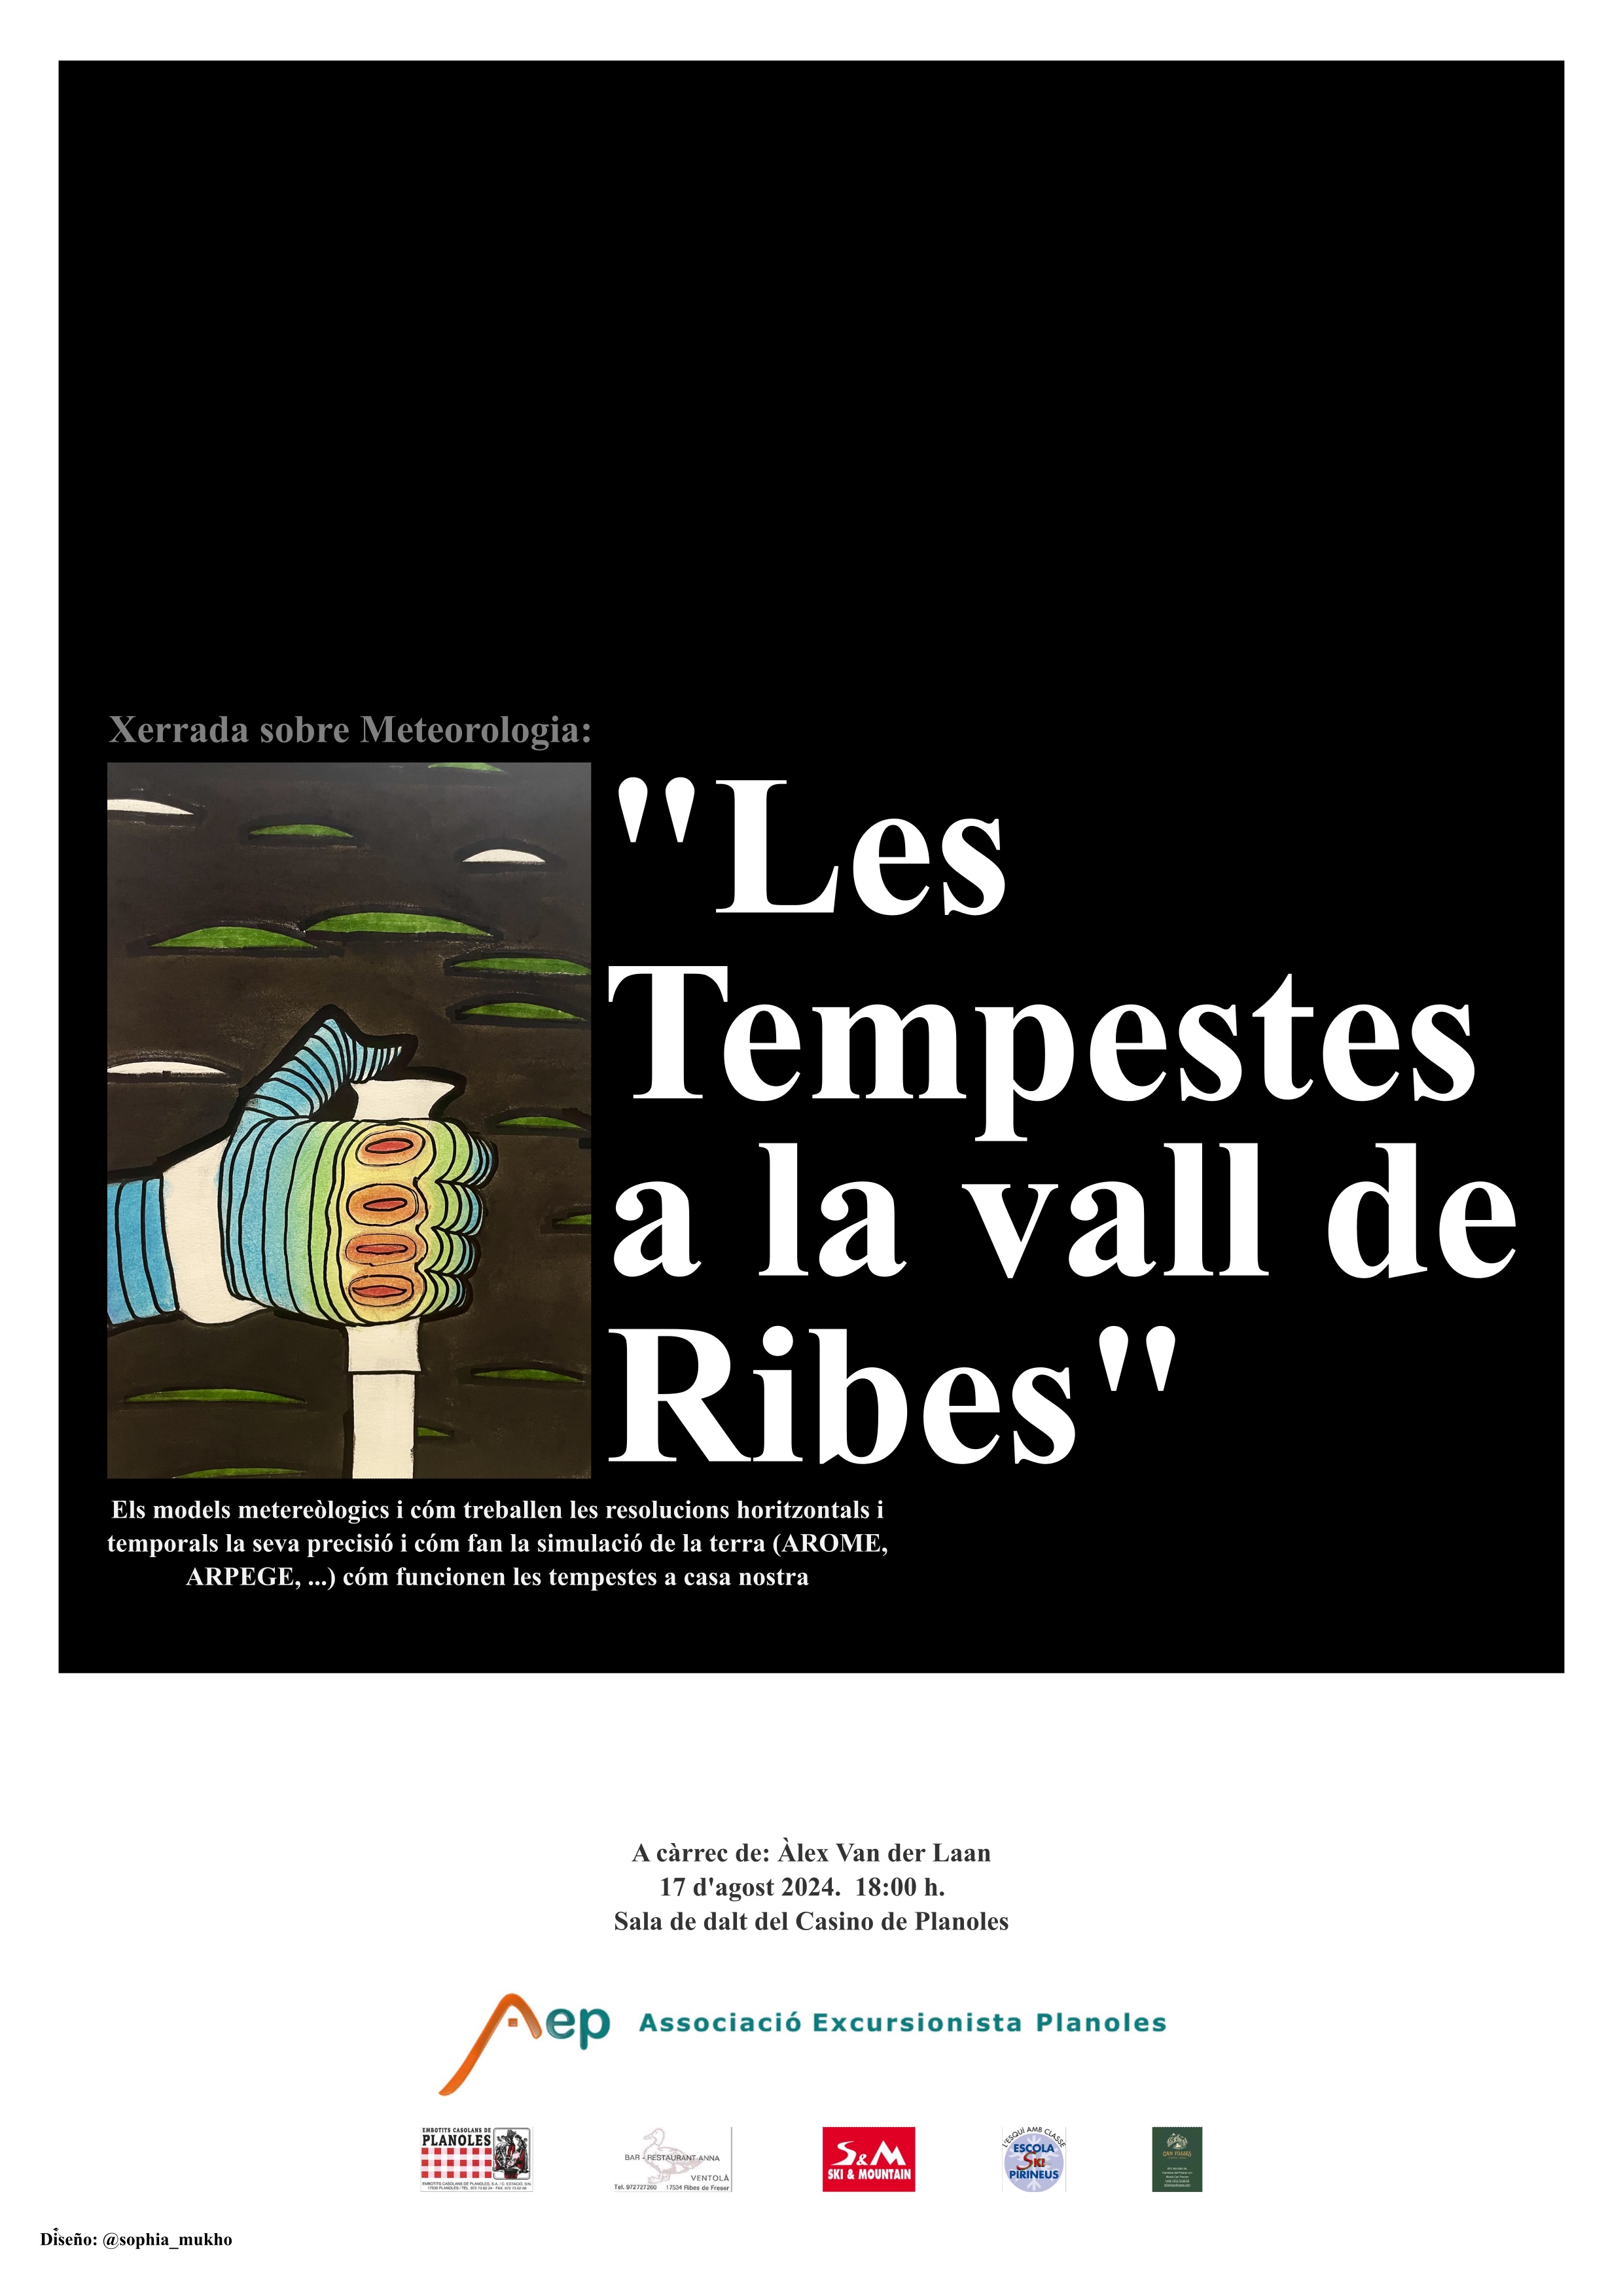 Xerrada sobre Meteorologia:
"Les
Tempestes
a la vall de
Ribes"
Els models metereòlogics i cóm treballen les resolucions horitzontals i
temporals la seva precisió i cóm fan la simulació de la terra (AROME,
ARPEGE, ...) cóm funcionen les tempestes a casa nostra
A càrrec de: Àlex Van der Laan
17 d'agost 2024.  18:00 h.
Sala de dalt del Casino de Planoles
Aep Associació Excursionista Planoles
EMBOTITS CASOLANS DE
PLANOLES
BAR - RESTAURANT ANNA
VENTOLÀ
Tel. 972727260 17534 Ribes de Freser
S&M
SKI & MOUNTAIN
L'ESQUÍ AMB CLASSE
ESCOLA
SKI
PIRINEUS
Diseño: @sophia_mukho